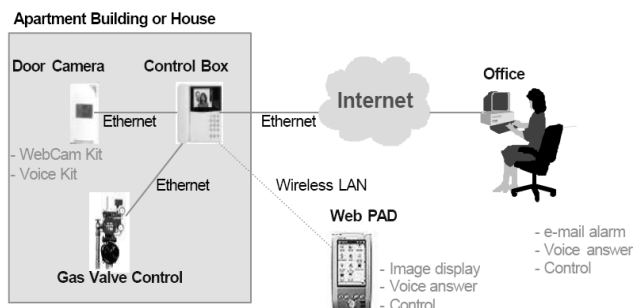 Apartment Building or House
Door Camera
Control Box
Office
Internet
Ethernet
Ethernet
- WebCam Kit
- Voice Kit
Ethernet
Wireless LAN
Web PAD
Gas Valve Control
- Image display
- Voice answer
- Control
- e-mail alarm
- Voice answer
- Control